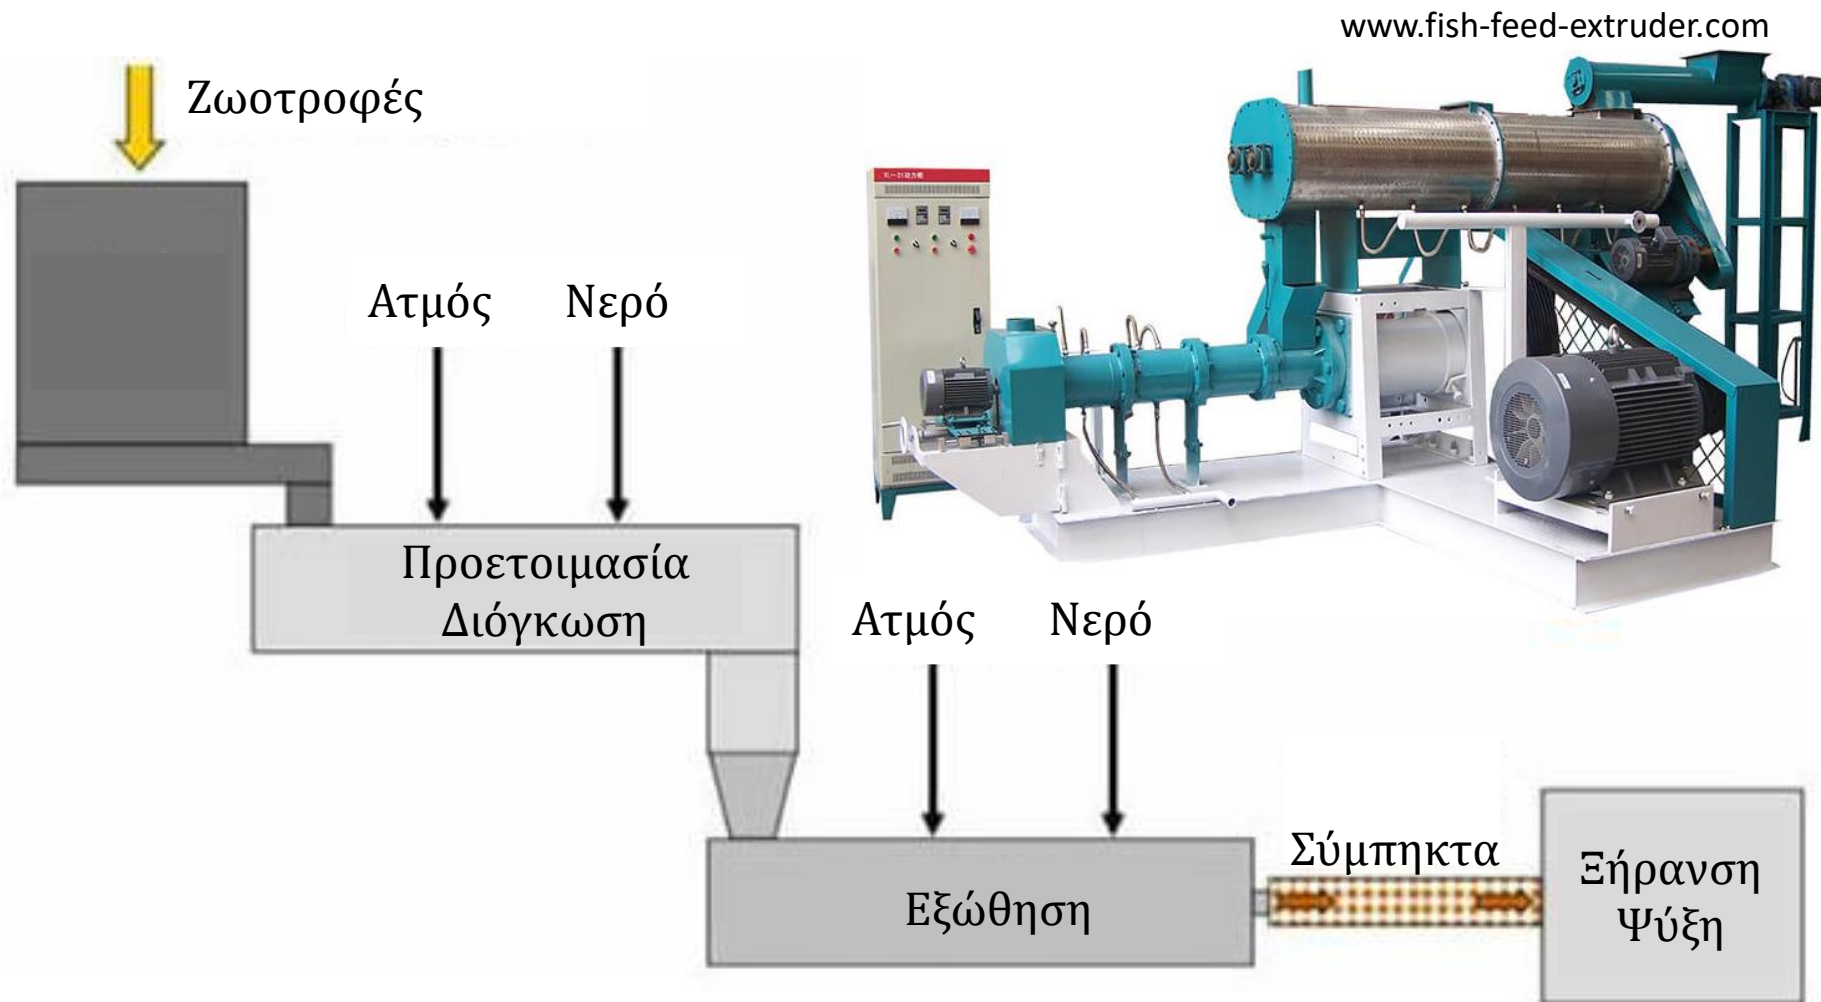 www.fish-feed-extruder.com
Ζωοτροφές
Ατμός
Νερό
Προετοιμασία
Διόγκωση
Ατμός
Νερό
Σύμπηκτα
Εξώθηση
Ξήρανση
Ψύξη